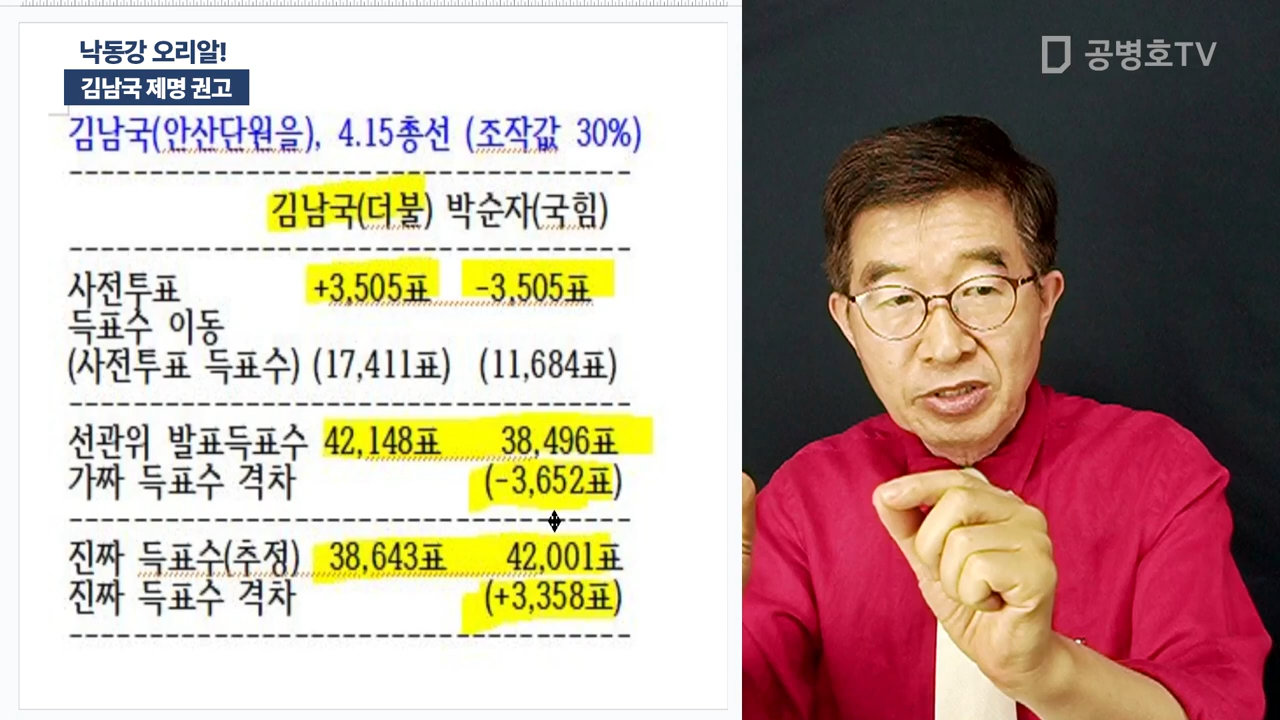 낙동강 오리알!
김남국 제명 권고
공병호TV
김남국(안산단원을), 4.15총선 (조작값 30%)
김남국(더불) 박순자(국힘)
사전투표 +3,505표 -3,505표
득표수 이동
(사전투표 득표수) (17,411표) (11,684표)
선관위 발표득표수 42,148표 38,496표
가짜 득표수 격차 (-3,652표)
진짜 득표수(추정) 38,643표 42,001표
진짜 득표수 격차 (+3,358표)